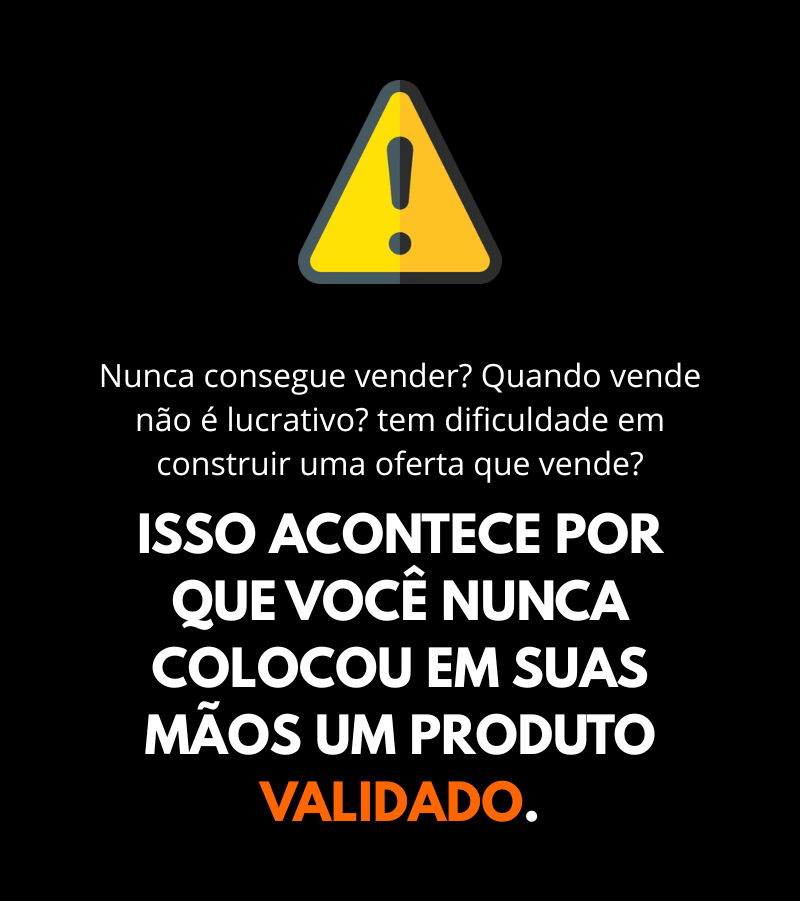 Nunca consegue vender? Quando vende
não é lucrativo? tem dificuldade em
construir uma oferta que vende?
ISSO ACONTECE POR
QUE VOCÊ NUNCA
COLOCOU EM SUAS
MÃOS UM PRODUTO
VALIDADO.